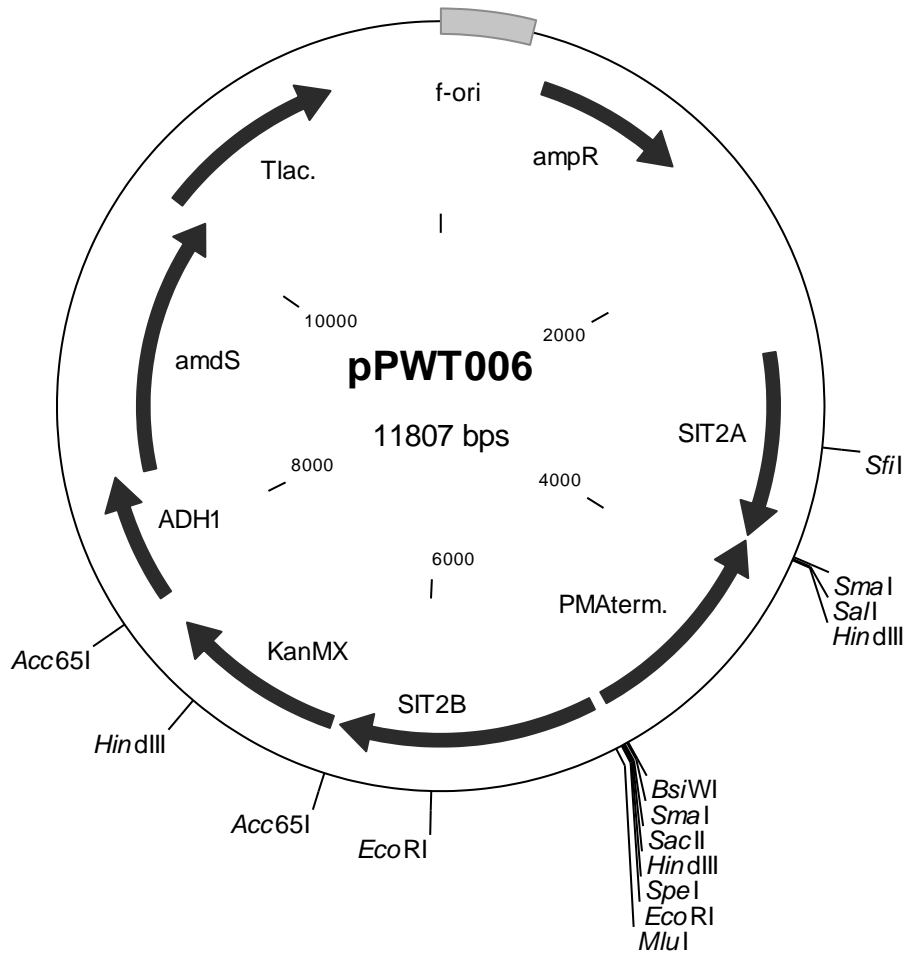 f-ori
ampR
Tlac.
10000
2000
amdS
pPWT006
11807 bps
SIT2A
SfiI
8000
4000
ADH1
6000
SmaI
SalI
HindIII
PMAterm.
KanMX
SIT2B
Acc65I
HindIII
Acc65I
EcoRI
BsiWI
SmaI
SacII
HindIII
SpeI
EcoRI
MluI